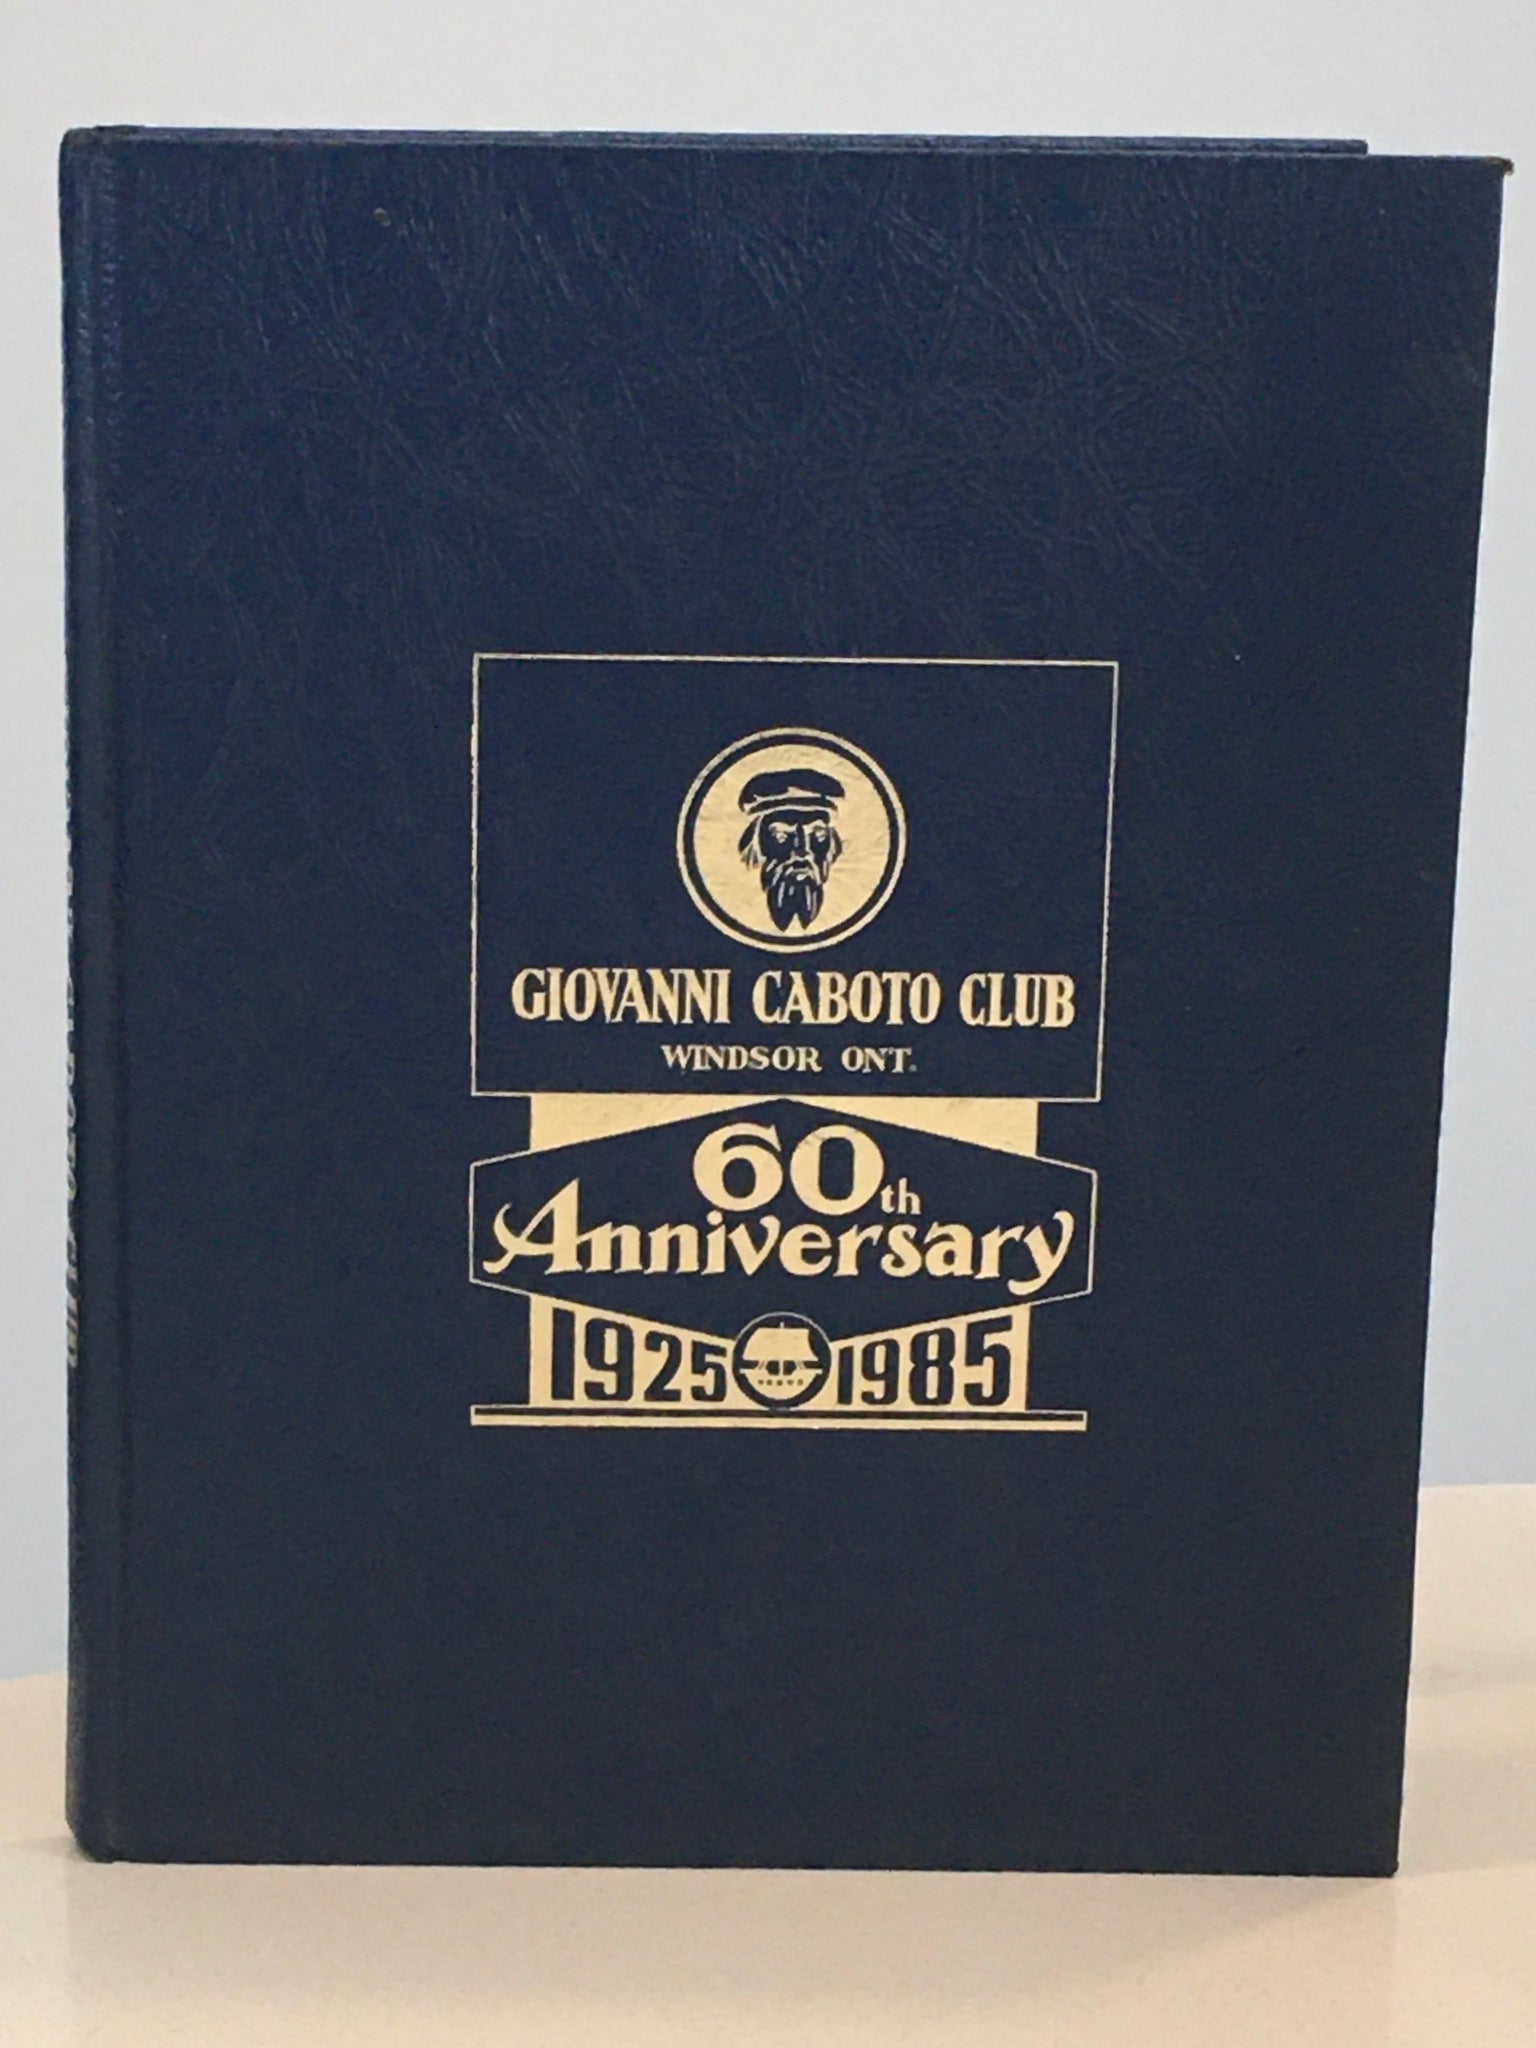 GIOVANNI CABOTO CLUB
WINDSOR ONT.
60th
Anniversary
1925 1985